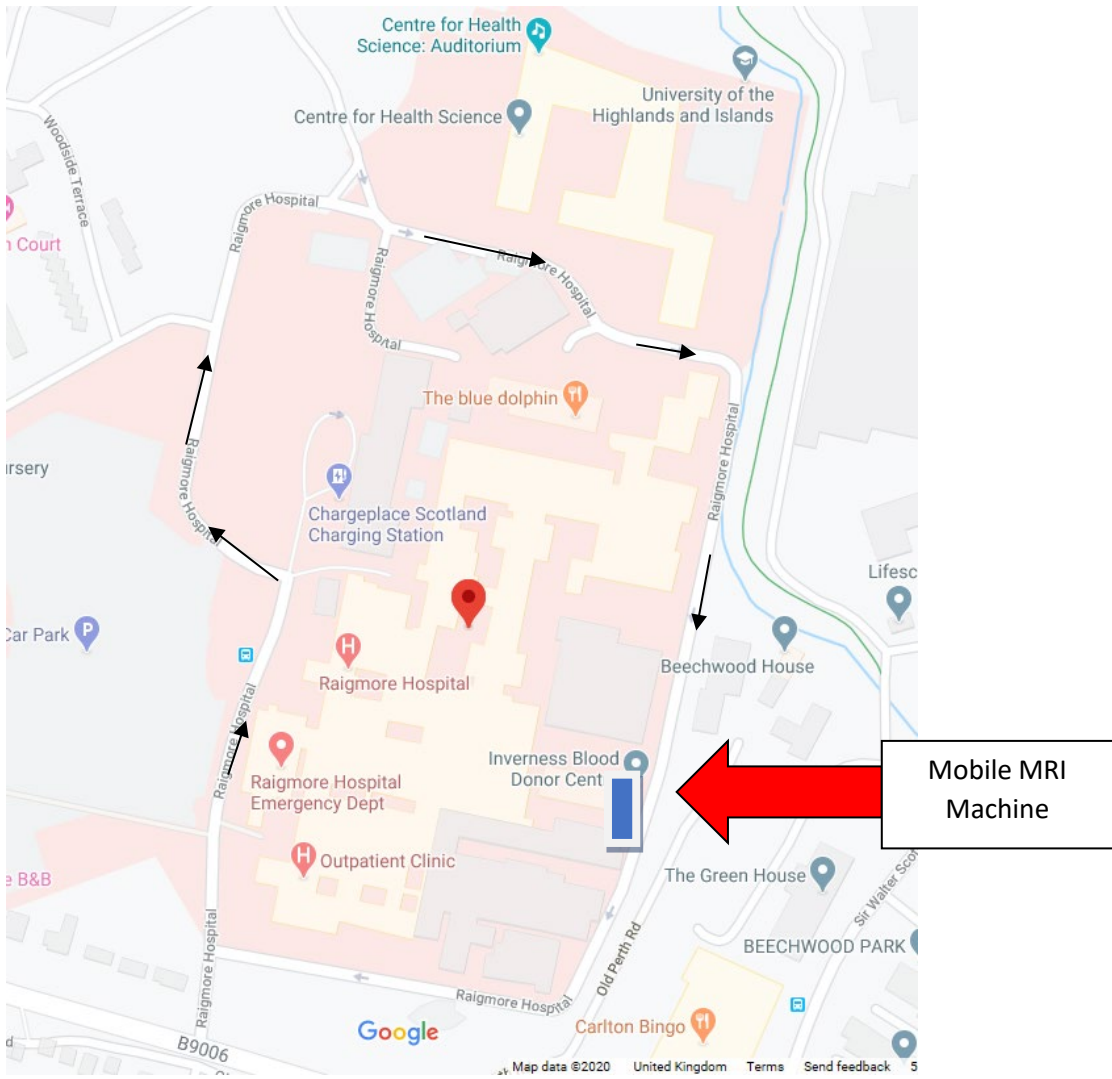 Centre for Health
Science: Auditorium
University of the
Highlands and Islands
Centre for Health Science
Woodside Terrace
Raigmore Hospital
n Court
Raigmore Hospital
Raigmore Hospital
Raigmore Hospital
The blue dolphin
Raigmore Hospital
ursery
Raigmore Hospital
Chargeplace Scotland
Charging Station
Lifesc
Car Park
P
H
Raigmore Hospital
Beechwood House
Raigmore Hospital
Inverness Blood
Donor Cent
Mobile MRI
Machine
Raigmore Hospital
Emergency Dept
H
Outpatient Clinic
e B&B
The Green House
Sir Walter Scot
Old Perth Rd
BEECHWOOD PARK
Raigmore Hospital
Raigmore Hospital
B9006
Google
Carlton Bingo
d
Map data ©2020 United Kingdom Terms Send feedback 5